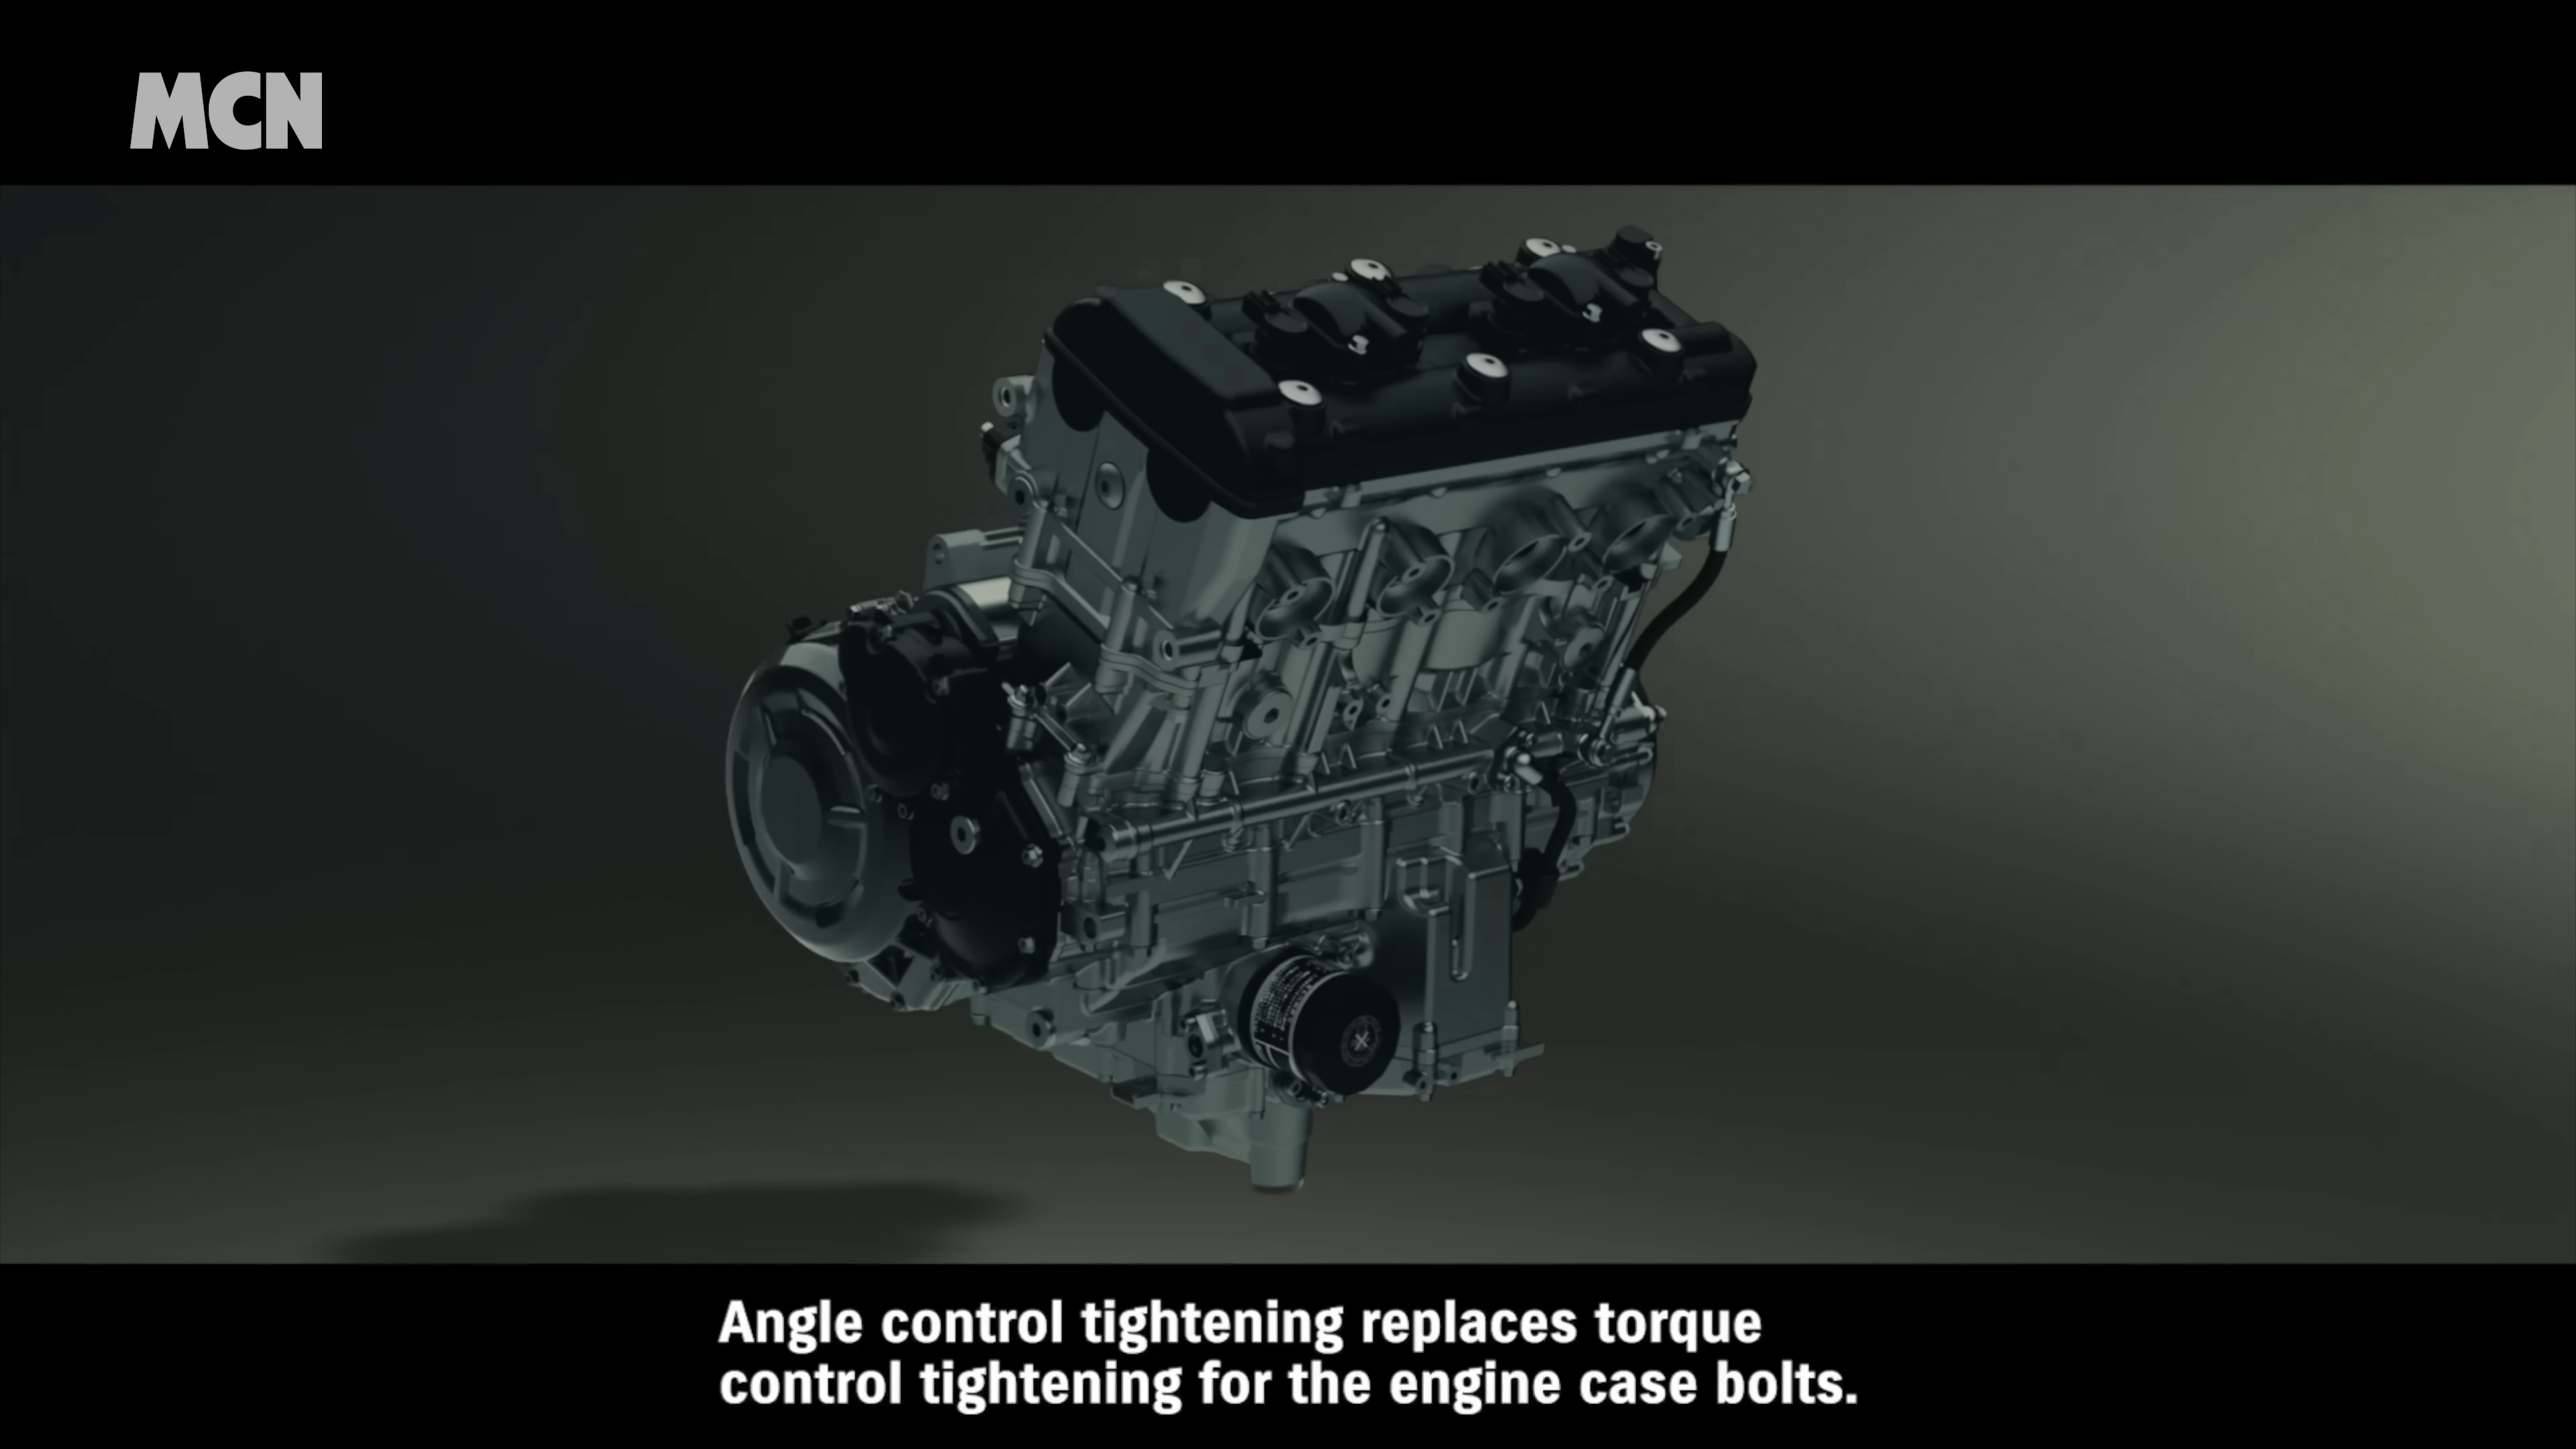 MCN
Angle control tightening replaces torque
control tightening for the engine case bolts.